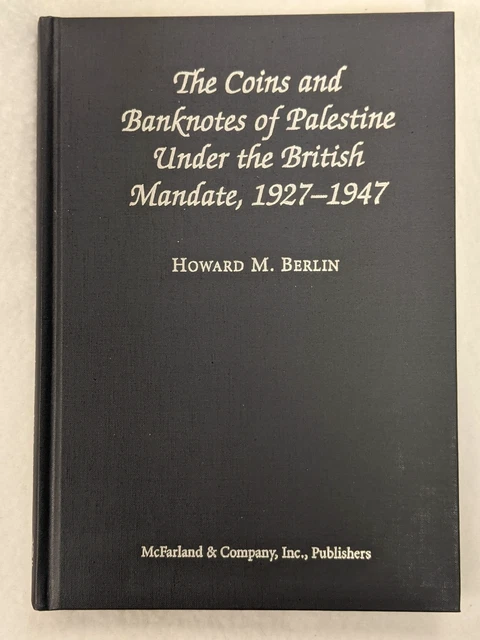 The Coins and
Banknotes of Palestine
Under the British
Mandate, 1927–1947
Howard M. Berlin
McFarland & Company, Inc., Publishers